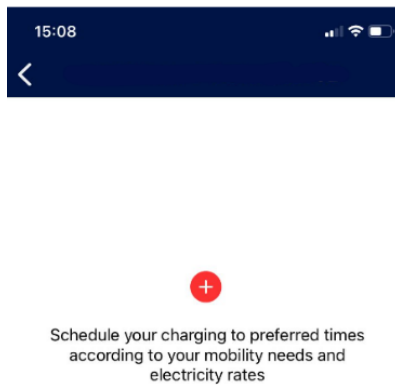 15:08
Schedule your charging to preferred times
according to your mobility needs and
electricity rates